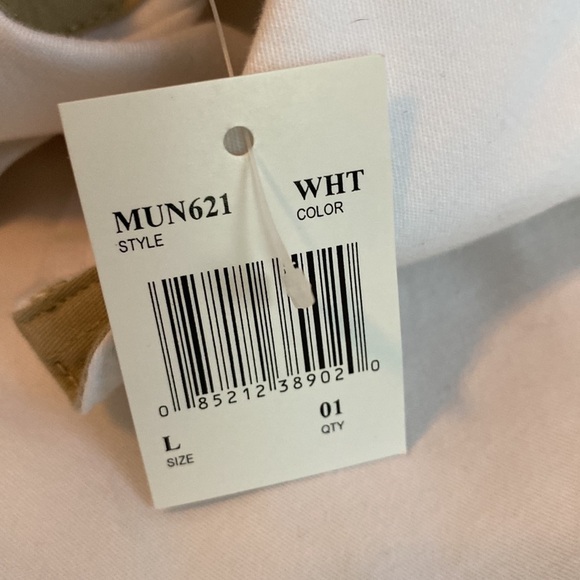 MUN621 WHT
STYLE COLOR
0 85212 38902 0
L 01
SIZE QTY